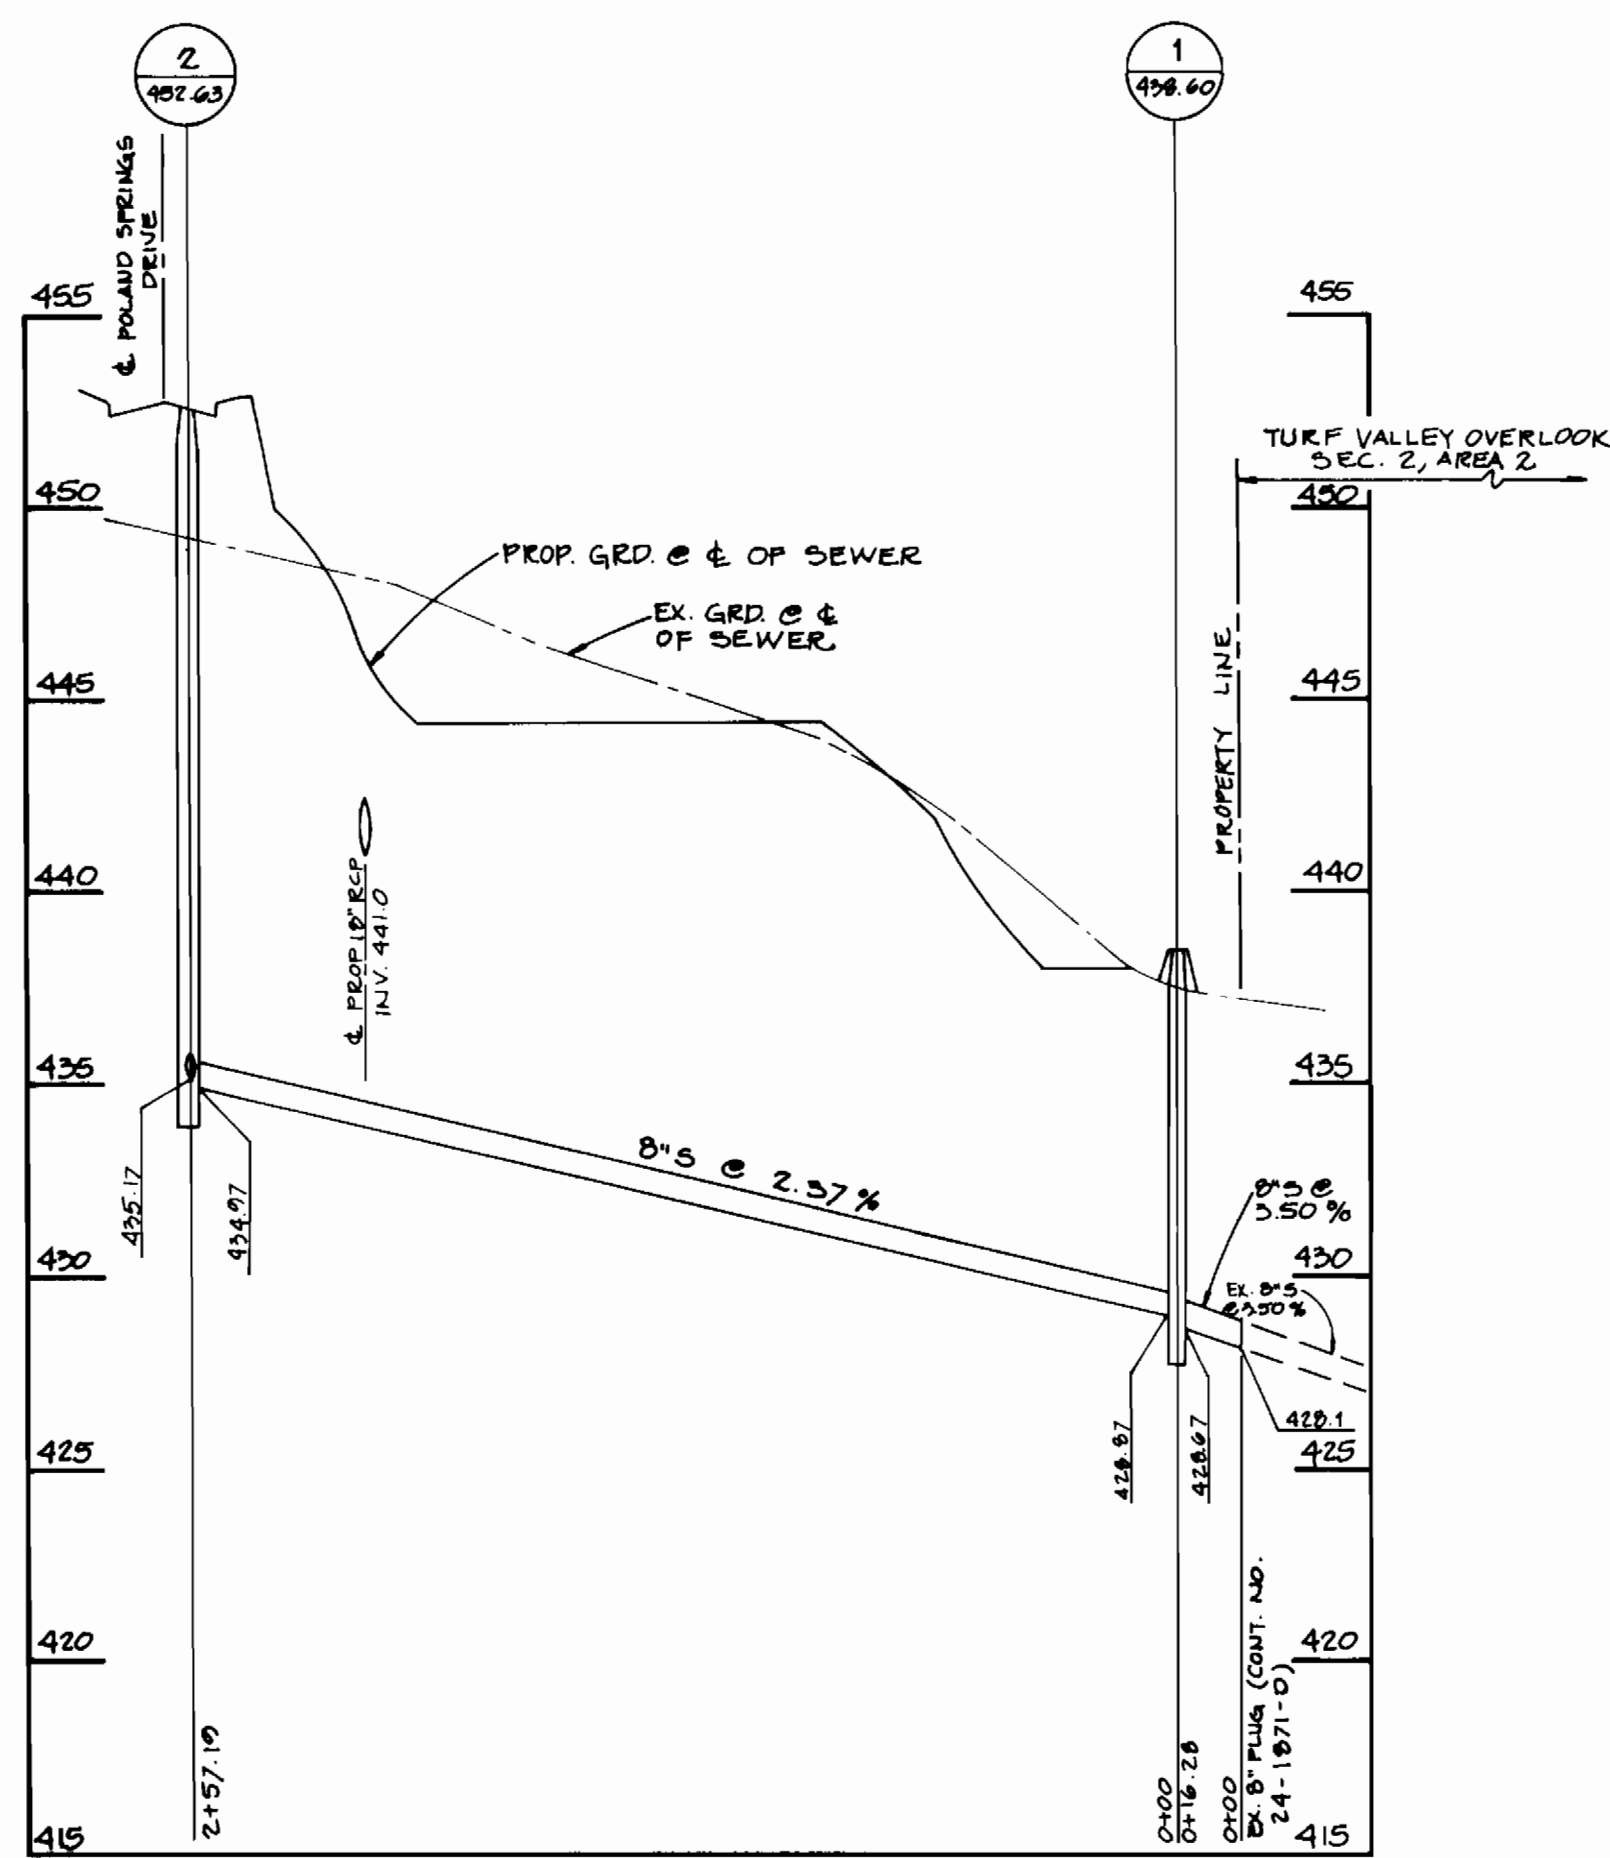 2
452.63
1
438.60
℄ POLAND SPRINGS
DRIVE
455
455
TURF VALLEY OVERLOOK
SEC. 2, AREA 2
450
450
PROP. GRD. @ ℄ OF SEWER
EX. GRD. @ ℄
OF SEWER
PROPERTY LINE
445
445
440
440
℄ PROP 18" RCP
INV. 441.0
435
435
8"S @ 2.37%
435.17
434.97
8"S @
3.50%
430
430
EX. 8"S
@ 3.50%
428.87
428.67
428.1
425
425
420
420
2+57.19
0+00
0+16.28
0+00
EX. 8" PLUG (CONT. NO.
24-1871-D)
415
415